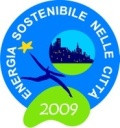 ENERGIA SOSTENIBILE NELLE CITTÀ
2009